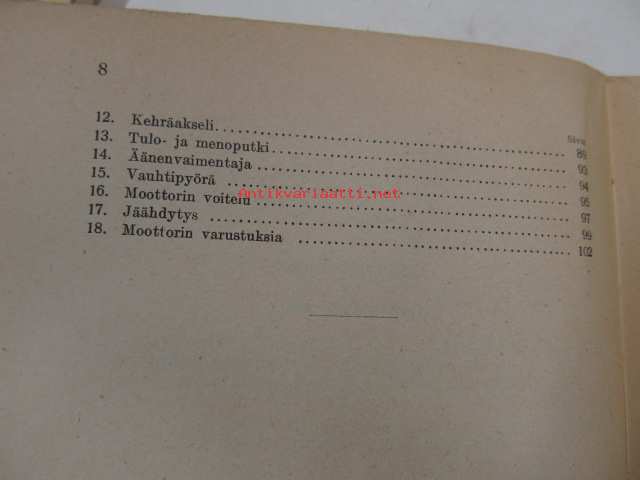 8
Sivu
12. Kehräakseli 89
13. Tulo- ja menoputki 93
14. Äänenvaimentaja 94
15. Vauhtipyörä 95
16. Moottorin voitelu 97
17. Jäähdytys 99
18. Moottorin varustuksia 102
Antikvariaatti.net